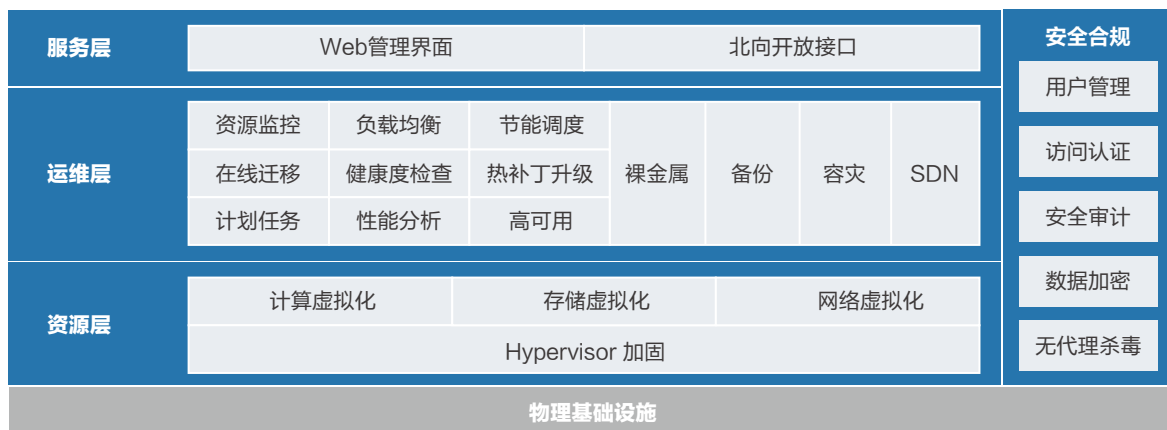 服务层
Web管理界面
北向开放接口
运维层
资源监控
负载均衡
节能调度
在线迁移
健康度检查
热补丁升级
计划任务
性能分析
高可用
裸金属
备份
容灾
SDN
资源层
计算虚拟化
存储虚拟化
网络虚拟化
Hypervisor 加固
安全合规
用户管理
访问认证
安全审计
数据加密
无代理杀毒
物理基础设施